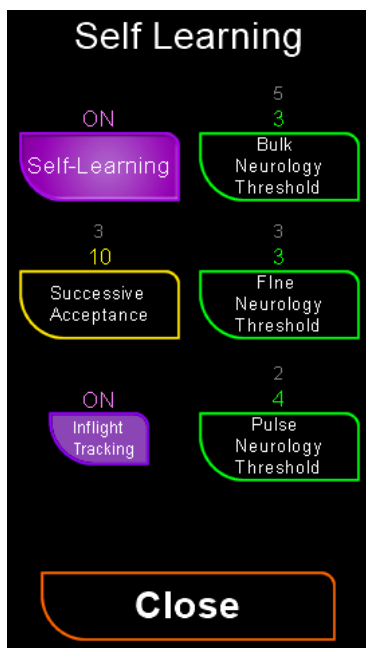 Self Learning
ON
Self-Learning
5
3
Bulk
Neurology
Threshold
3
10
Successive
Acceptance
3
3
FIne
Neurology
Threshold
ON
Inflight
Tracking
2
4
Pulse
Neurology
Threshold
Close